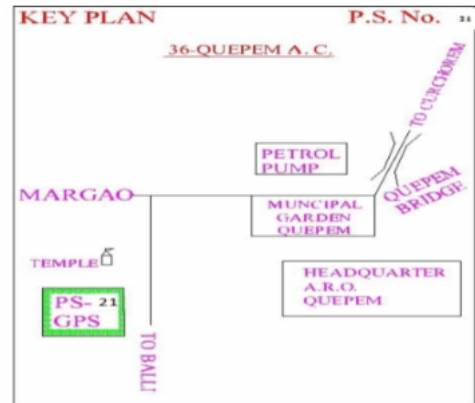 KEY PLAN P.S. No. 21
36-QUEPEM A. C.
TO CURCHOREM
PETROL
PUMP
QUEPEM
BRIDGE
MARGAO
MUNCIPAL
GARDEN
QUEPEM
TEMPLE
HEADQUARTER
A.R.O.
QUEPEM
PS- 21
GPS
TO BALLI